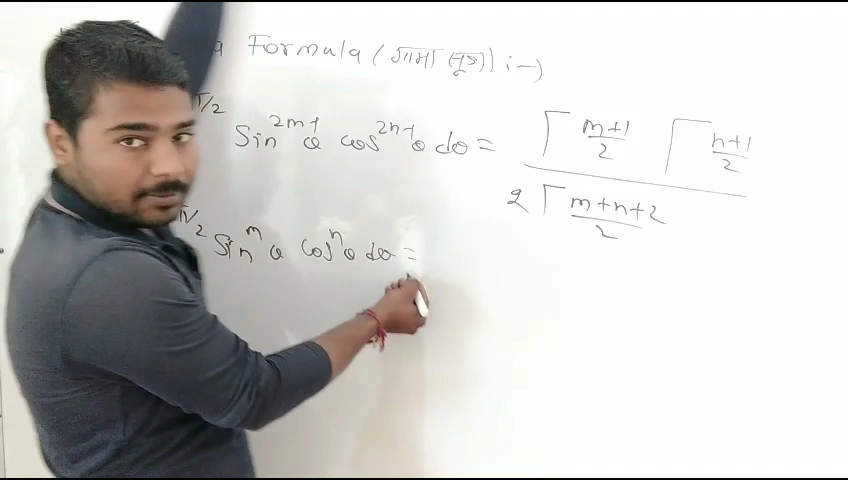 a Formula (गामा सूत्र) :-)
π/2 Sin^{2m-1}θ cos^{2n-1}θ dθ = Γ(m+1)/2 Γ(n+1)/2 / 2 Γ(m+n+2)/2
π/2 Sin^m θ cos^n θ dθ =